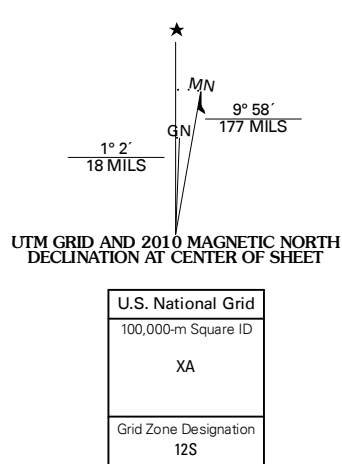 MN
9° 58´
177 MILS
GN
1° 2´
18 MILS
UTM GRID AND 2010 MAGNETIC NORTH
DECLINATION AT CENTER OF SHEET
U.S. National Grid
100,000-m Square ID
XA
Grid Zone Designation
12S